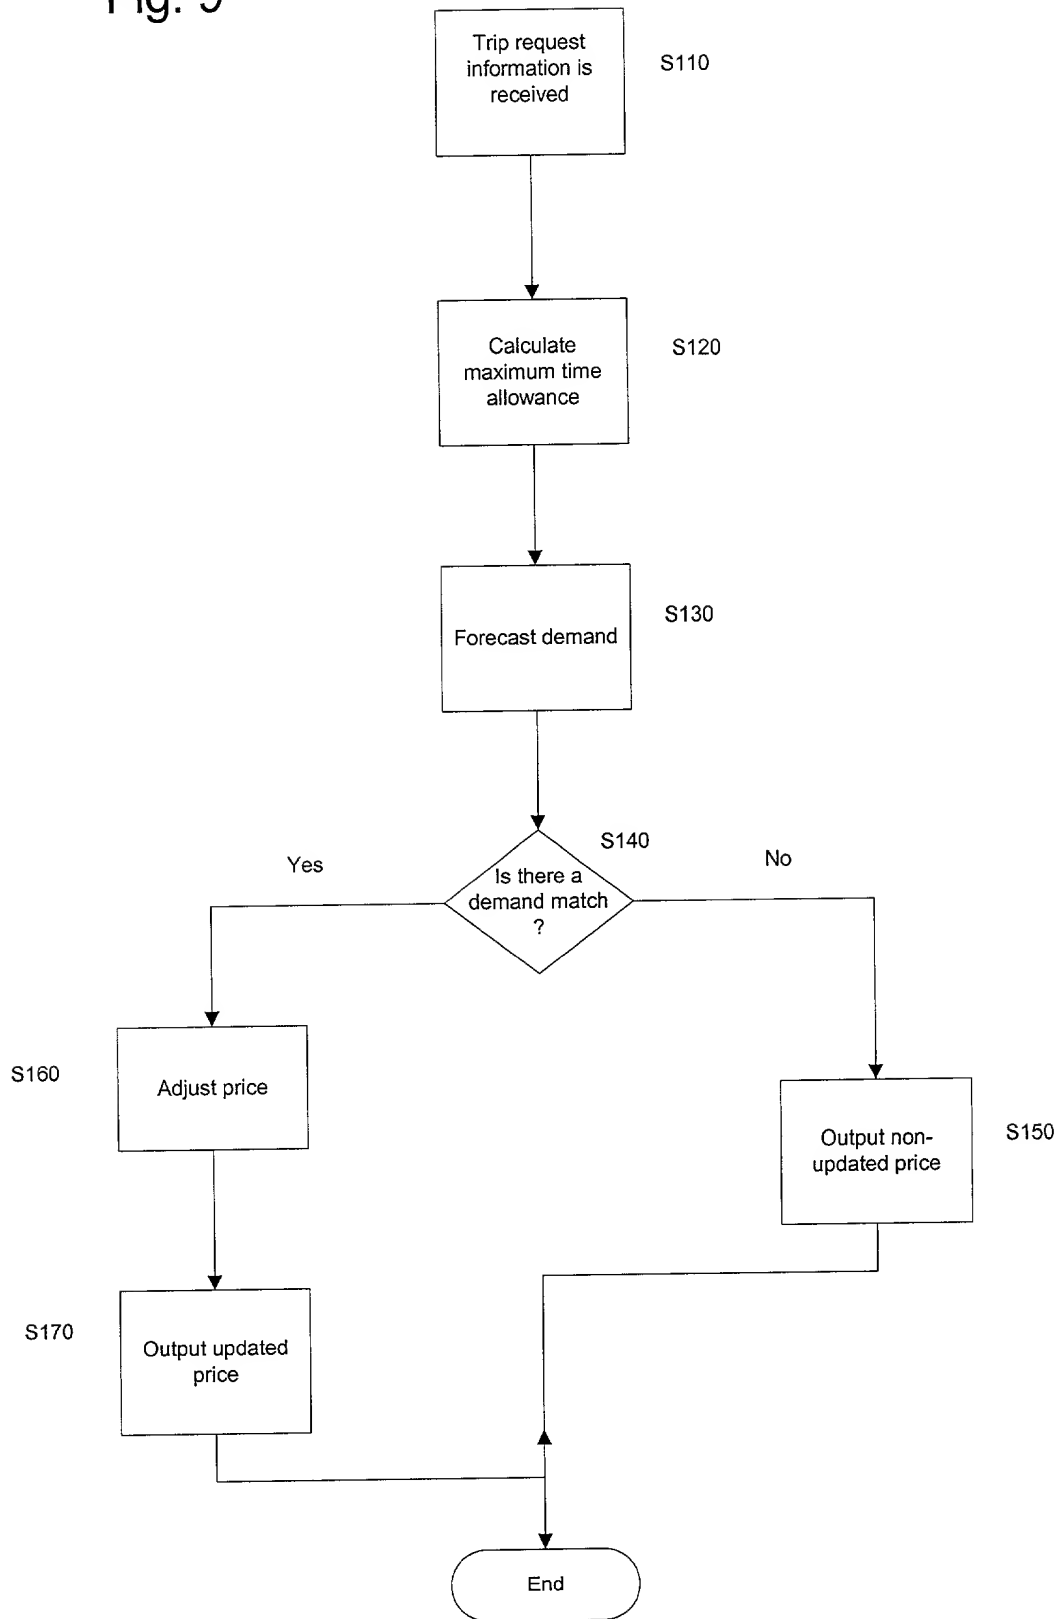 Fig. 9
Trip request
information is
received
S110
Calculate
maximum time
allowance
S120
Forecast demand
S130
S140
Is there a
demand match
?
Yes
No
S160
Adjust price
Output non-
updated price
S150
S170
Output updated
price
End